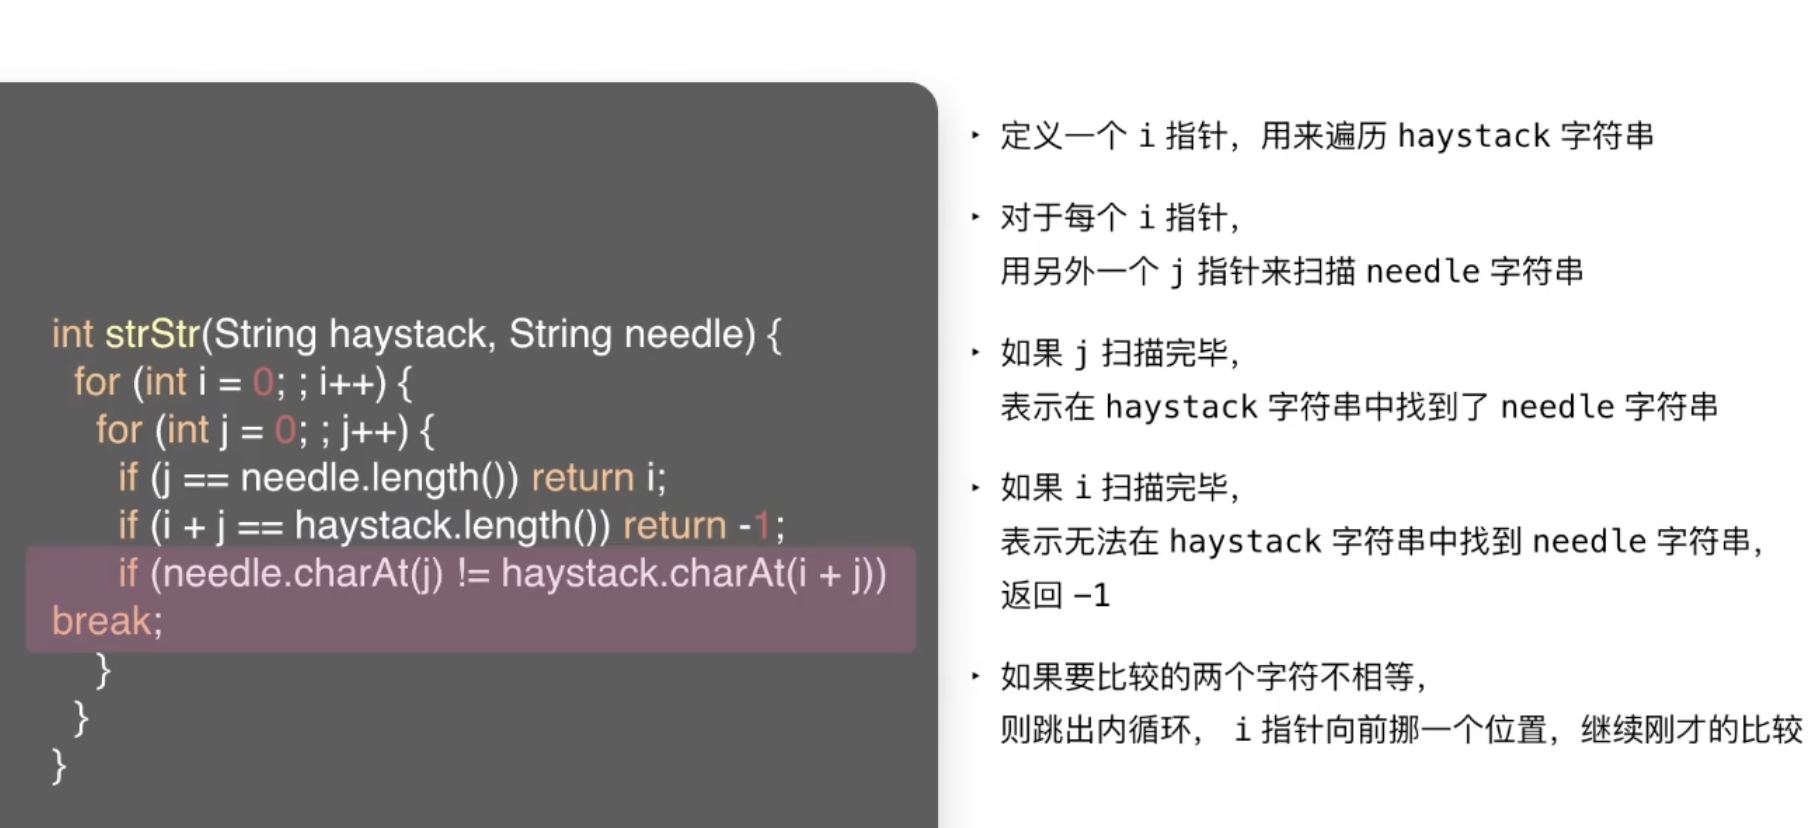 int strStr(String haystack, String needle) {
for (int i = 0; ; i++) {
for (int j = 0; ; j++) {
if (j == needle.length()) return i;
if (i + j == haystack.length()) return -1;
if (needle.charAt(j) != haystack.charAt(i + j))
break;
}
}
}
‣ 定义一个 i 指针，用来遍历 haystack 字符串
‣ 对于每个 i 指针，
用另外一个 j 指针来扫描 needle 字符串
‣ 如果 j 扫描完毕，
表示在 haystack 字符串中找到了 needle 字符串
‣ 如果 i 扫描完毕，
表示无法在 haystack 字符串中找到 needle 字符串，
返回 –1
‣ 如果要比较的两个字符不相等，
则跳出内循环， i 指针向前挪一个位置，继续刚才的比较